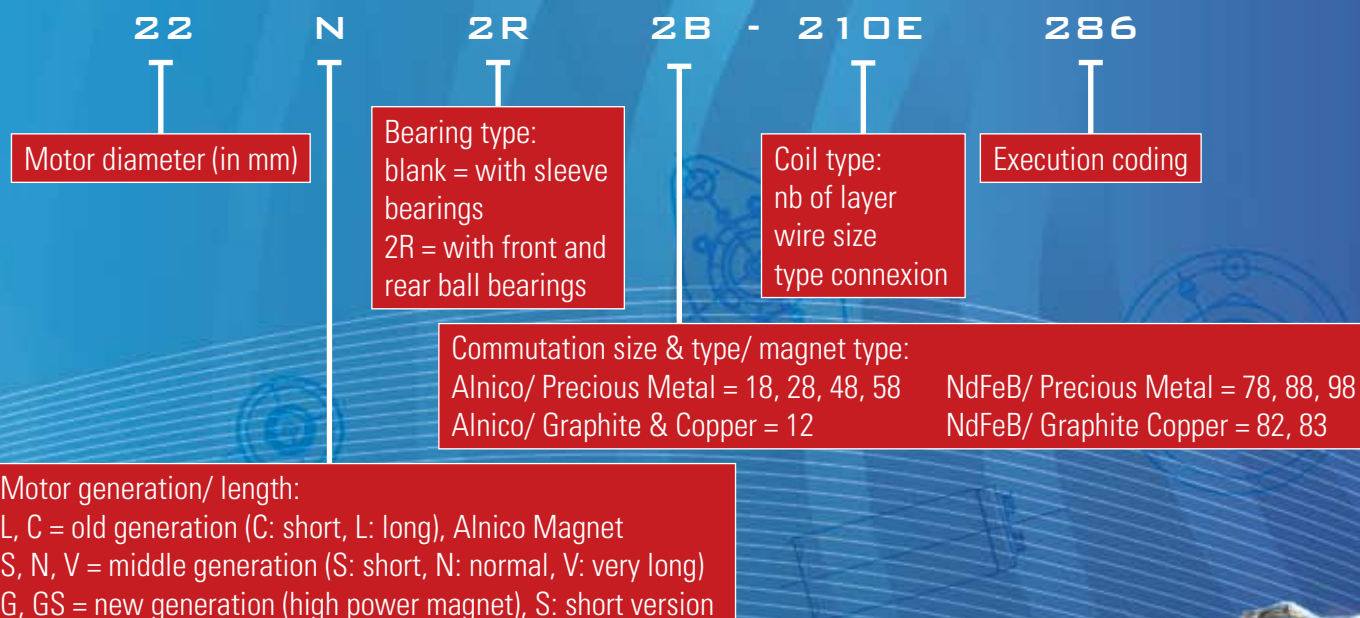 22 N 2R 2B - 210E 286
Motor diameter (in mm)
Bearing type:
blank = with sleeve
bearings
2R = with front and
rear ball bearings
Coil type:
nb of layer
wire size
type connexion
Execution coding
Commutation size & type/ magnet type:
Alnico/ Precious Metal = 18, 28, 48, 58 NdFeB/ Precious Metal = 78, 88, 98
Alnico/ Graphite & Copper = 12 NdFeB/ Graphite Copper = 82, 83
Motor generation/ length:
L, C = old generation (C: short, L: long), Alnico Magnet
S, N, V = middle generation (S: short, N: normal, V: very long)
G, GS = new generation (high power magnet), S: short version